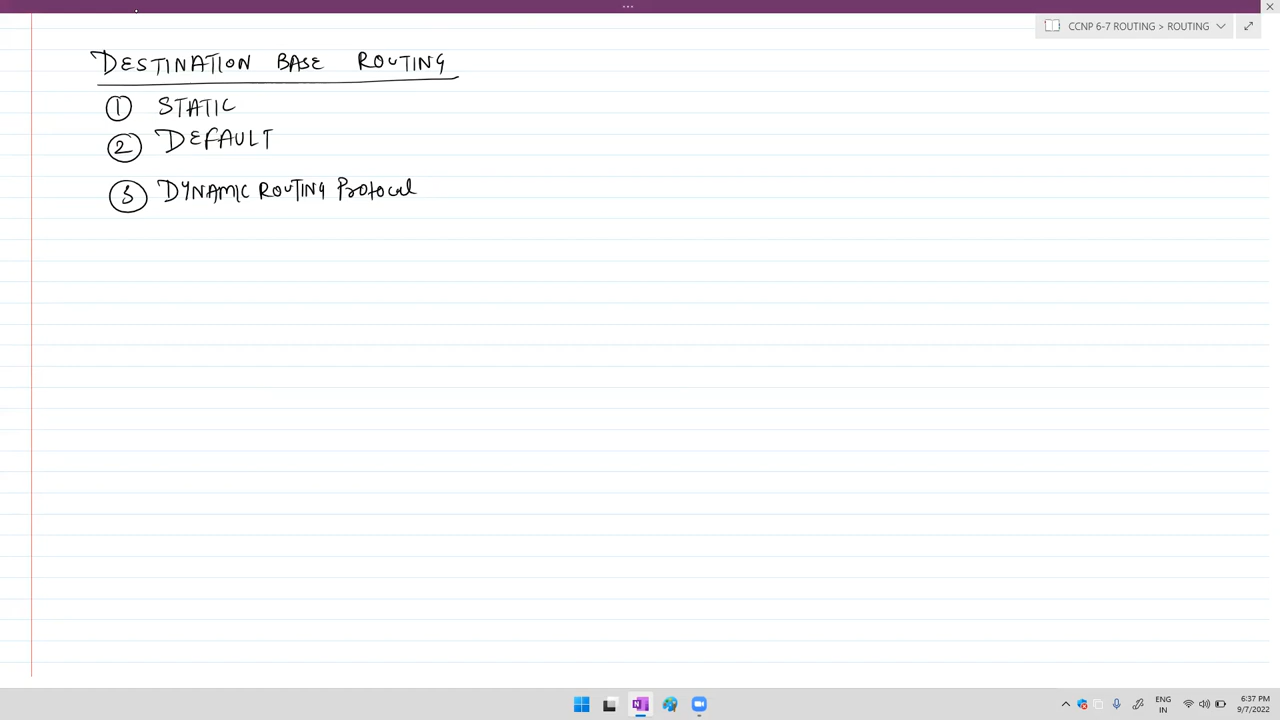 CCNP 6-7 ROUTING > ROUTING
DESTINATION BASE ROUTING
1 STATIC
2 DEFAULT
3 DYNAMIC ROUTING Protocol
ENG
IN
6:37 PM
9/7/2022